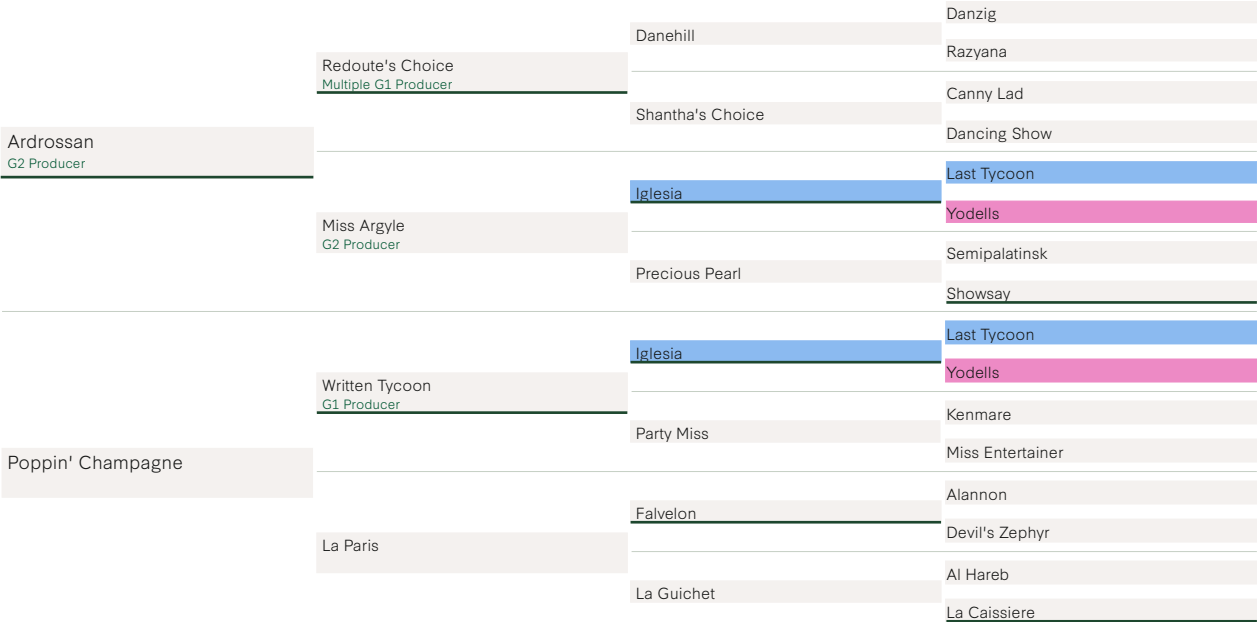 Ardrossan
G2 Producer
Poppin' Champagne
Redoute's Choice
Multiple G1 Producer
Miss Argyle
G2 Producer
Written Tycoon
G1 Producer
La Paris
Danehill
Shantha's Choice
Iglesia
Precious Pearl
Iglesia
Party Miss
Falvelon
La Guichet
Danzig
Razyana
Canny Lad
Dancing Show
Last Tycoon
Yodells
Semipalatinsk
Showsay
Last Tycoon
Yodells
Kenmare
Miss Entertainer
Alannon
Devil's Zephyr
Al Hareb
La Caissiere